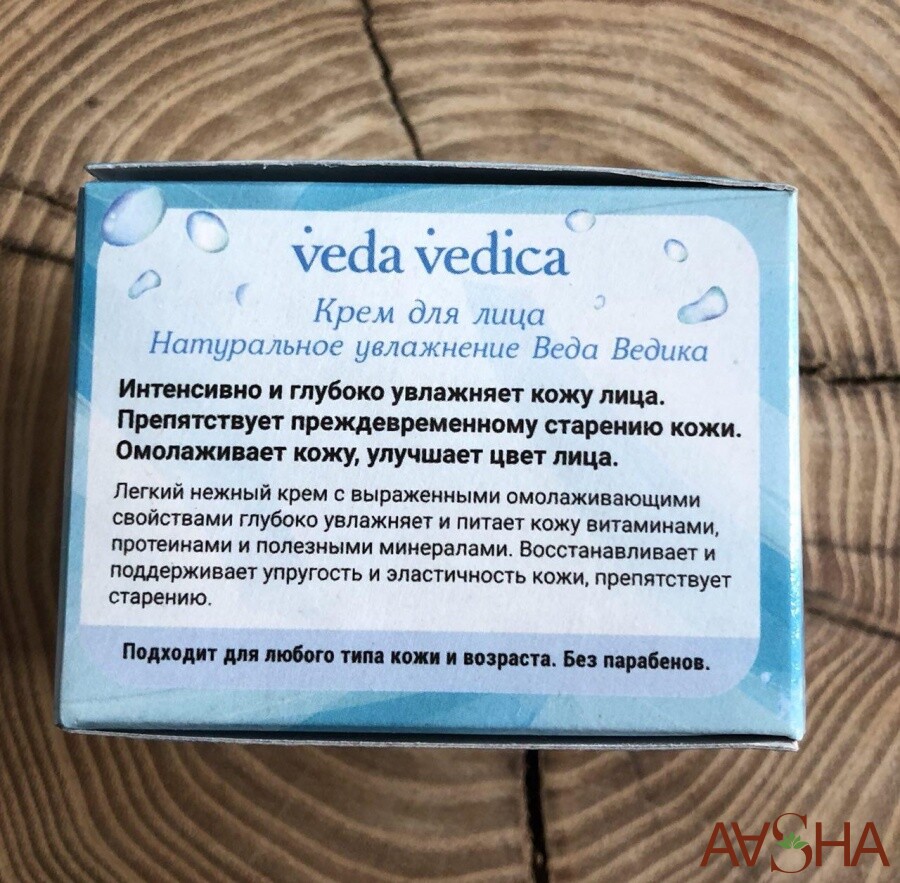 veda vedica
Крем для лица
Натуральное увлажнение Веда Ведика
Интенсивно и глубоко увлажняет кожу лица.
Препятствует преждевременному старению кожи.
Омолаживает кожу, улучшает цвет лица.
Легкий нежный крем с выраженными омолаживающими
свойствами глубоко увлажняет и питает кожу витаминами,
протеинами и полезными минералами. Восстанавливает и
поддерживает упругость и эластичность кожи, препятствует
старению.
Подходит для любого типа кожи и возраста. Без парабенов.
AASHA